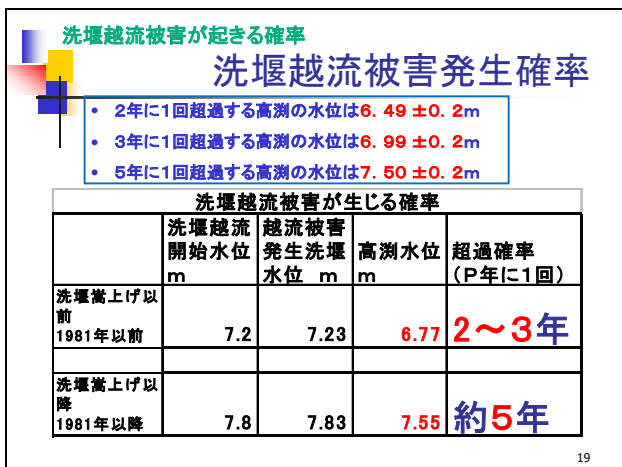 洗堰越流被害が起きる確率
洗堰越流被害発生確率
• 2年に1回超過する高渕の水位は6.49±0.2m
• 3年に1回超過する高渕の水位は6.99±0.2m
• 5年に1回超過する高渕の水位は7.50±0.2m
洗堰越流被害が生じる確率
洗堰越流開始水位 m
越流被害発生洗堰水位 m
高渕水位 m
超過確率（P年に1回）
洗堰嵩上げ以前
1981年以前 7.2 7.23 6.77 2～3年
洗堰嵩上げ以降
1981年以降 7.8 7.83 7.55 約5年
19